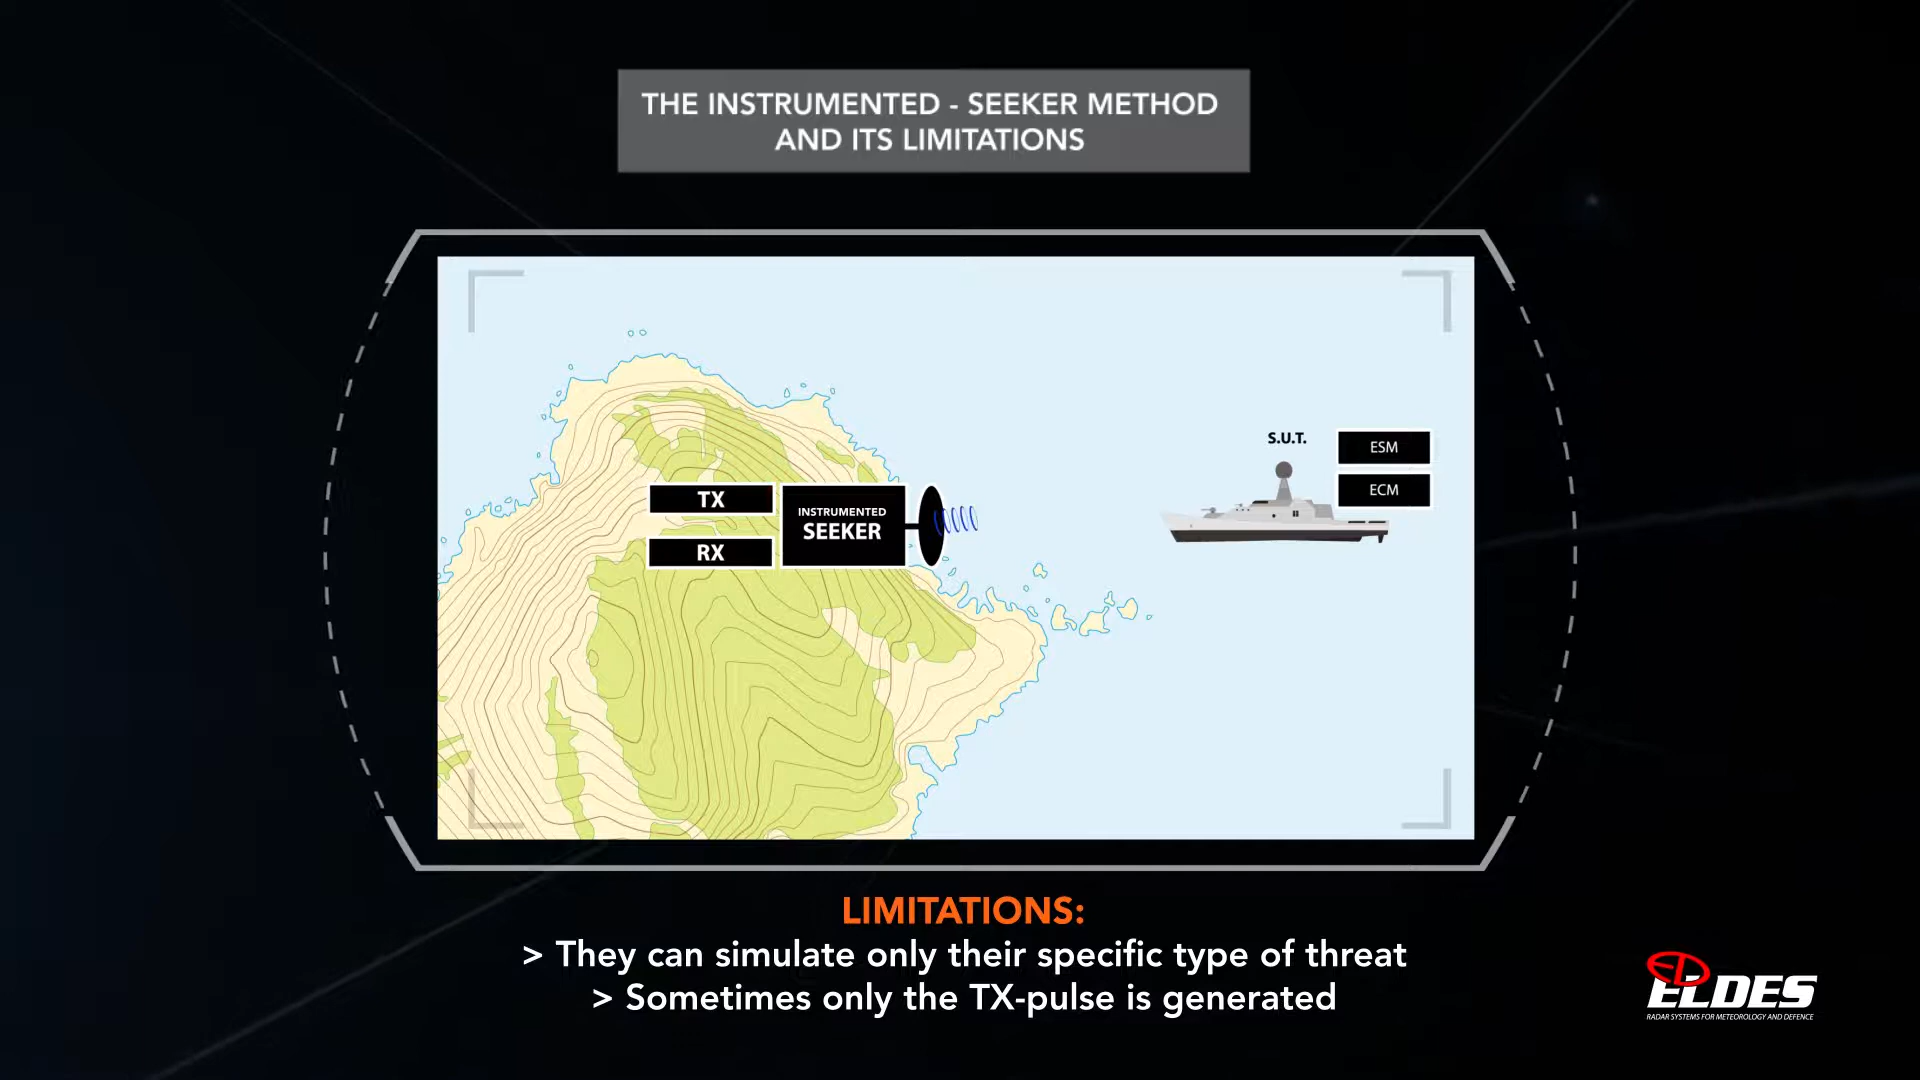 THE INSTRUMENTED - SEEKER METHOD
AND ITS LIMITATIONS
S.U.T.
ESM
ECM
TX
INSTRUMENTED
SEEKER
RX
LIMITATIONS:
> They can simulate only their specific type of threat
> Sometimes only the TX-pulse is generated
ELDES
RADAR SYSTEMS FOR METEOROLOGY AND DEFENCE